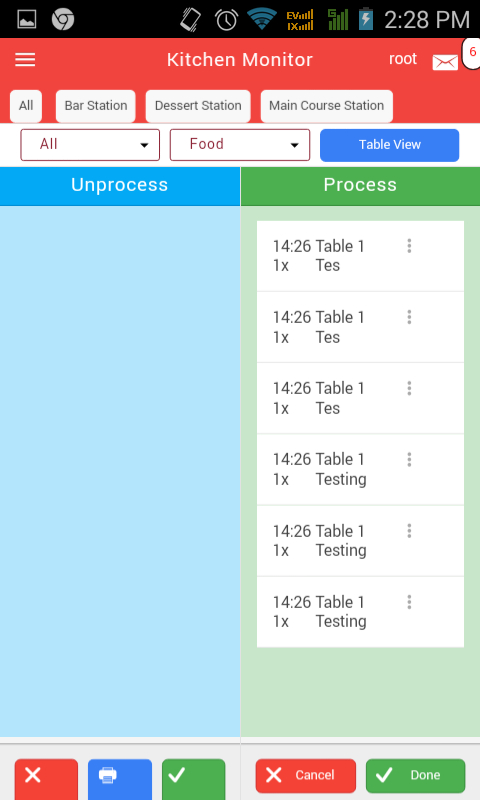 EV G 2:28 PM
IX
Kitchen Monitor root 6
All Bar Station Dessert Station Main Course Station
All Food Table View
Unprocess Process
14:26 Table 1
1x Tes
14:26 Table 1
1x Tes
14:26 Table 1
1x Tes
14:26 Table 1
1x Testing
14:26 Table 1
1x Testing
14:26 Table 1
1x Testing
Cancel Done